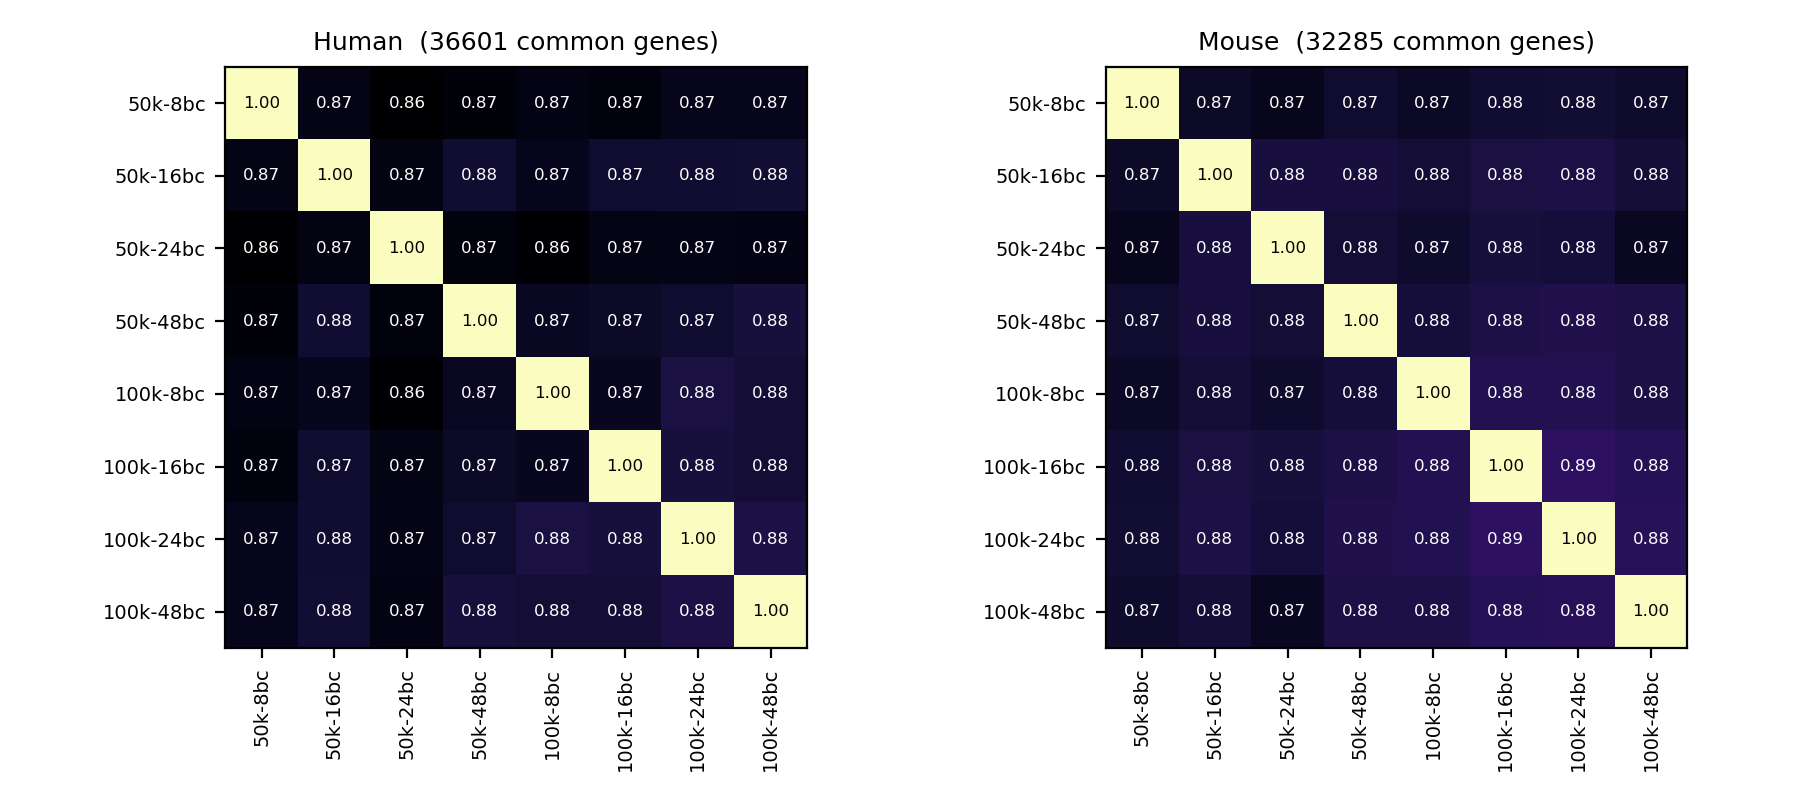 Human  (36601 common genes)
50k-8bc 1.00 0.87 0.86 0.87 0.87 0.87 0.87 0.87
50k-16bc 0.87 1.00 0.87 0.88 0.87 0.87 0.88 0.88
50k-24bc 0.86 0.87 1.00 0.87 0.86 0.87 0.87 0.87
50k-48bc 0.87 0.88 0.87 1.00 0.87 0.87 0.87 0.88
100k-8bc 0.87 0.87 0.86 0.87 1.00 0.87 0.88 0.88
100k-16bc 0.87 0.87 0.87 0.87 0.87 1.00 0.88 0.88
100k-24bc 0.87 0.88 0.87 0.87 0.88 0.88 1.00 0.88
100k-48bc 0.87 0.88 0.87 0.88 0.88 0.88 0.88 1.00
50k-8bc 50k-16bc 50k-24bc 50k-48bc 100k-8bc 100k-16bc 100k-24bc 100k-48bc
Mouse  (32285 common genes)
50k-8bc 1.00 0.87 0.87 0.87 0.87 0.88 0.88 0.87
50k-16bc 0.87 1.00 0.88 0.88 0.88 0.88 0.88 0.88
50k-24bc 0.87 0.88 1.00 0.88 0.87 0.88 0.88 0.87
50k-48bc 0.87 0.88 0.88 1.00 0.88 0.88 0.88 0.88
100k-8bc 0.87 0.88 0.87 0.88 1.00 0.88 0.88 0.88
100k-16bc 0.88 0.88 0.88 0.88 0.88 1.00 0.89 0.88
100k-24bc 0.88 0.88 0.88 0.88 0.88 0.89 1.00 0.88
100k-48bc 0.87 0.88 0.87 0.88 0.88 0.88 0.88 1.00
50k-8bc 50k-16bc 50k-24bc 50k-48bc 100k-8bc 100k-16bc 100k-24bc 100k-48bc